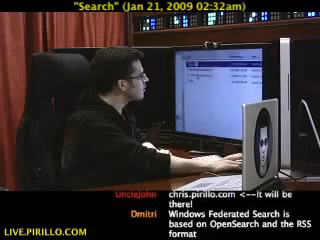 "Search" (Jan 21, 2009 02:32am)
UncleJohn chris.pirillo.com <--It will be
there!
Dmitri Windows Federated Search is
based on OpenSearch and the RSS
format
LIVE.PIRILLO.COM